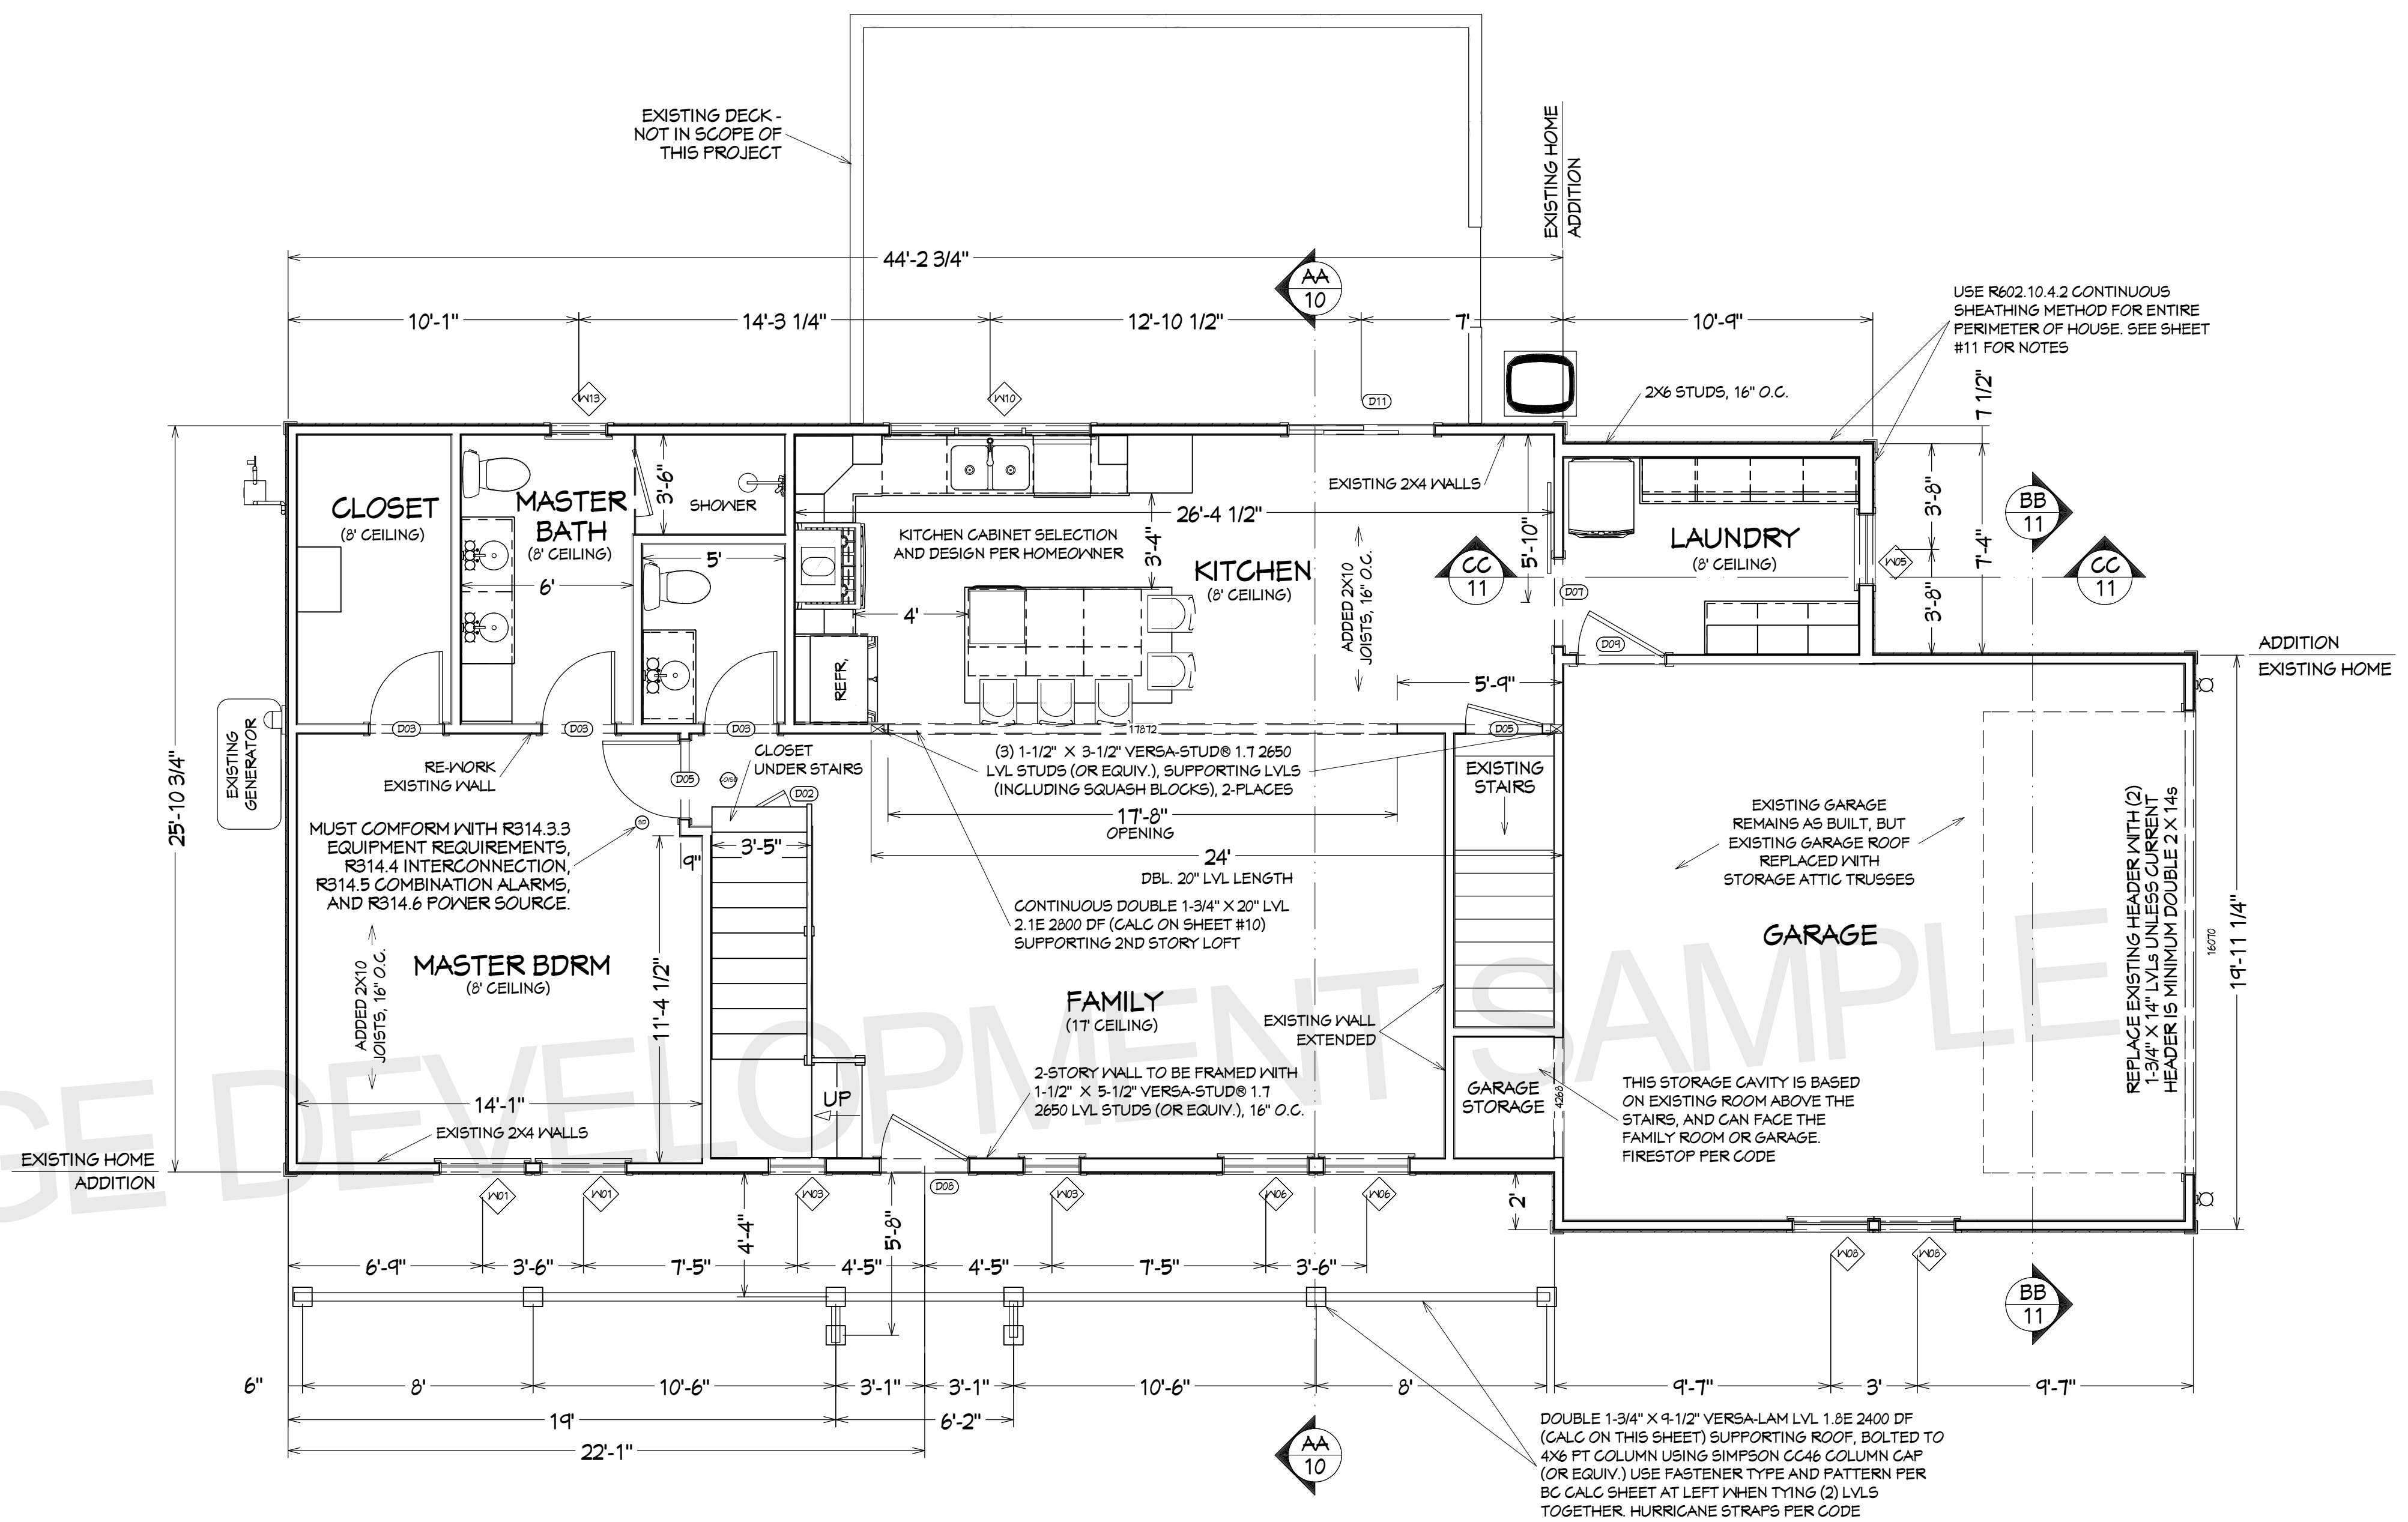 EXISTING DECK -
NOT IN SCOPE OF
THIS PROJECT
EXISTING HOME
ADDITION
44'-2 3/4"
AA
10
10'-1"
14'-3 1/4"
12'-10 1/2"
7'
10'-9"
USE R602.10.4.2 CONTINUOUS
SHEATHING METHOD FOR ENTIRE
PERIMETER OF HOUSE. SEE SHEET
#11 FOR NOTES
W13
W10
D11
2X6 STUDS, 16" O.C.
7 1/2"
CLOSET
(8' CEILING)
MASTER
BATH
(8' CEILING)
6'
3'-6"
SHOWER
5'
EXISTING 2X4 WALLS
26'-4 1/2"
KITCHEN CABINET SELECTION
AND DESIGN PER HOMEOWNER
3'-4"
KITCHEN
(8' CEILING)
4'
REFR,
ADDED 2X10
JOISTS, 16" O.C.
5'-10"
CC
11
LAUNDRY
(8' CEILING)
D07
D09
W05
3'-8"
7'-4"
3'-8"
BB
11
CC
11
ADDITION
EXISTING HOME
5'-9"
25'-10 3/4"
EXISTING
GENERATOR
D03
D03
D03
17872
D05
RE-WORK
EXISTING WALL
D05
CLOSET
UNDER STAIRS
D02
(3) 1-1/2" X 3-1/2" VERSA-STUD® 1.7 2650
LVL STUDS (OR EQUIV.), SUPPORTING LVLS
(INCLUDING SQUASH BLOCKS), 2-PLACES
17'-8"
OPENING
EXISTING
STAIRS
MUST COMFORM WITH R314.3.3
EQUIPMENT REQUIREMENTS,
R314.4 INTERCONNECTION,
R314.5 COMBINATION ALARMS,
AND R314.6 POWER SOURCE.
SD
9"
3'-5"
24'
DBL. 20" LVL LENGTH
CONTINUOUS DOUBLE 1-3/4" X 20" LVL
2.1E 2800 DF (CALC ON SHEET #10)
SUPPORTING 2ND STORY LOFT
EXISTING GARAGE
REMAINS AS BUILT, BUT
EXISTING GARAGE ROOF
REPLACED WITH
STORAGE ATTIC TRUSSES
GARAGE
REPLACE EXISTING HEADER WITH (2)
1-3/4" X 14" LVLs UNLESS CURRENT
HEADER IS MINIMUM DOUBLE 2 X 14s
16070
19'-11 1/4"
ADDED 2X10
JOISTS, 16" O.C.
MASTER BDRM
(8' CEILING)
11'-4 1/2"
FAMILY
(17' CEILING)
EXISTING WALL
EXTENDED
2-STORY WALL TO BE FRAMED WITH
1-1/2" X 5-1/2" VERSA-STUD® 1.7
2650 LVL STUDS (OR EQUIV.), 16" O.C.
UP
GARAGE
STORAGE
4268
THIS STORAGE CAVITY IS BASED
ON EXISTING ROOM ABOVE THE
STAIRS, AND CAN FACE THE
FAMILY ROOM OR GARAGE.
FIRESTOP PER CODE
14'-1"
EXISTING 2X4 WALLS
EXISTING HOME
ADDITION
GE DEVELOPMENT SAMPLE
W01
W01
W03
D08
W03
W06
W06
2'
4'-4"
5'-8"
W08
W08
6'-9"
3'-6"
7'-5"
4'-5"
4'-5"
7'-5"
3'-6"
BB
11
6"
8'
10'-6"
3'-1"
3'-1"
10'-6"
8'
9'-7"
3'
9'-7"
19'
6'-2"
22'-1"
AA
10
DOUBLE 1-3/4" X 9-1/2" VERSA-LAM LVL 1.8E 2400 DF
(CALC ON THIS SHEET) SUPPORTING ROOF, BOLTED TO
4X6 PT COLUMN USING SIMPSON CC46 COLUMN CAP
(OR EQUIV.) USE FASTENER TYPE AND PATTERN PER
BC CALC SHEET AT LEFT WHEN TYING (2) LVLS
TOGETHER. HURRICANE STRAPS PER CODE